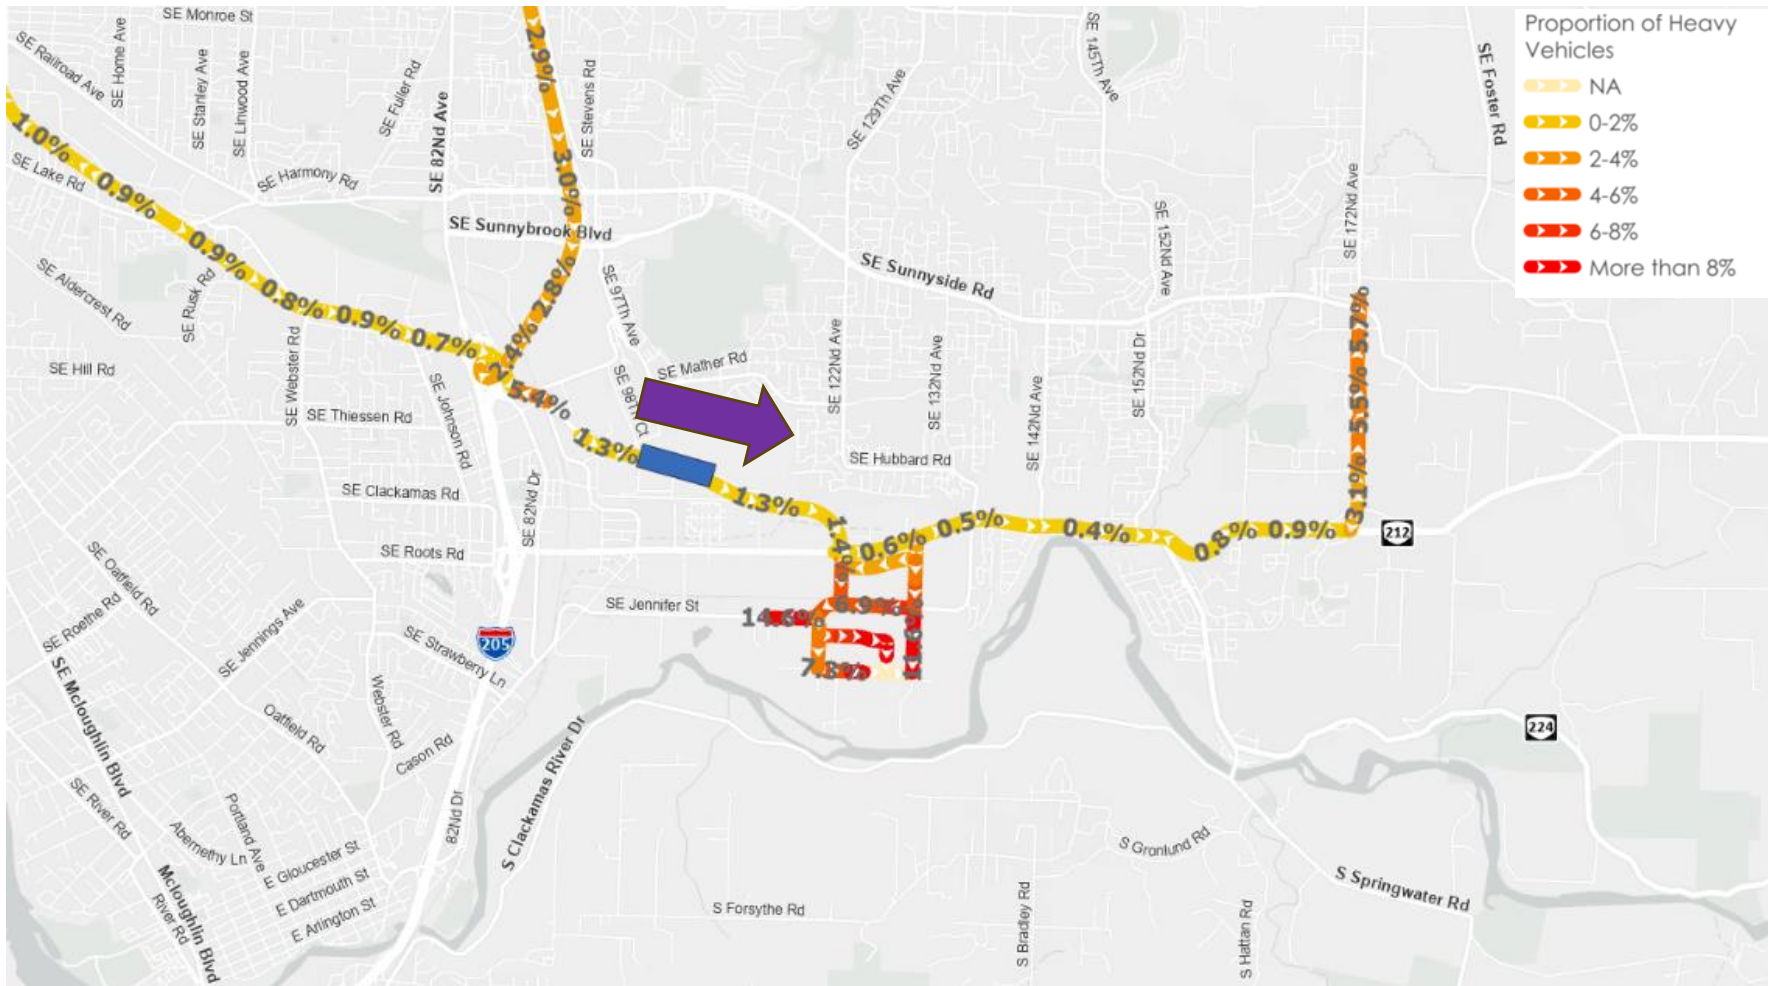 SE Monroe St
SE Railroad Ave
SE Home Ave
SE Stanley Ave
SE Linwood Ave
SE Fuller Rd
SE 82Nd Ave
2.9%
SE Stevens Rd
SE 129Th Ave
SE 145Th Ave
SE Foster Rd
Proportion of Heavy
Vehicles
NA
0-2%
2-4%
4-6%
6-8%
More than 8%
1.0%
SE Lake Rd
0.9%
SE Harmony Rd
3.0%
SE Sunnybrook Blvd
SE 152Nd Ave
SE 172Nd Ave
0.9%
SE Aldercrest Rd
SE Rusk Rd
0.8%
0.9%
0.7%
2.8%
2.4%
SE 97Th Ave
SE Sunnyside Rd
5.7%
SE Hill Rd
SE Webster Rd
SE Thiessen Rd
SE Johnson Rd
5.4%
SE 98Th Ct
SE Mather Rd
SE 122Nd Ave
SE 132Nd Ave
SE 142Nd Ave
SE 152Nd Dr
5.5%
1.3%
SE Hubbard Rd
SE Clackamas Rd
SE 82Nd Dr
1.3%
1.4%
0.6%
0.5%
0.4%
0.8%
0.9%
3.1%
212
SE Roots Rd
SE Oatfield Rd
SE Roethe Rd
SE Jennings Ave
SE Jennifer St
14.6%
6.9%
SE Strawberry Ln
205
SE Mcloughlin Blvd
Webster Rd
Oatfield Rd
Cason Rd
224
SE River Rd
Portland Ave
Abernethy Ln
82Nd Dr
S Clackamas River Dr
E Gloucester St
E Dartmouth St
E Arlington St
Mcloughlin Blvd
River Rd
S Forsythe Rd
S Bradley Rd
S Gronlund Rd
S Hattan Rd
S Springwater Rd